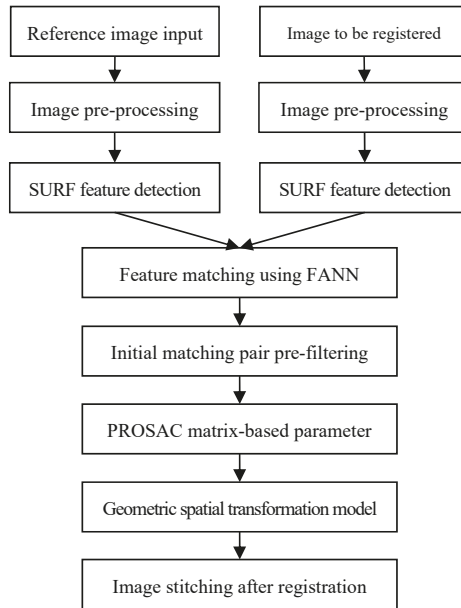 Reference image input
Image to be registered
Image pre-processing
Image pre-processing
SURF feature detection
SURF feature detection
Feature matching using FANN
Initial matching pair pre-filtering
PROSAC matrix-based parameter
Geometric spatial transformation model
Image stitching after registration